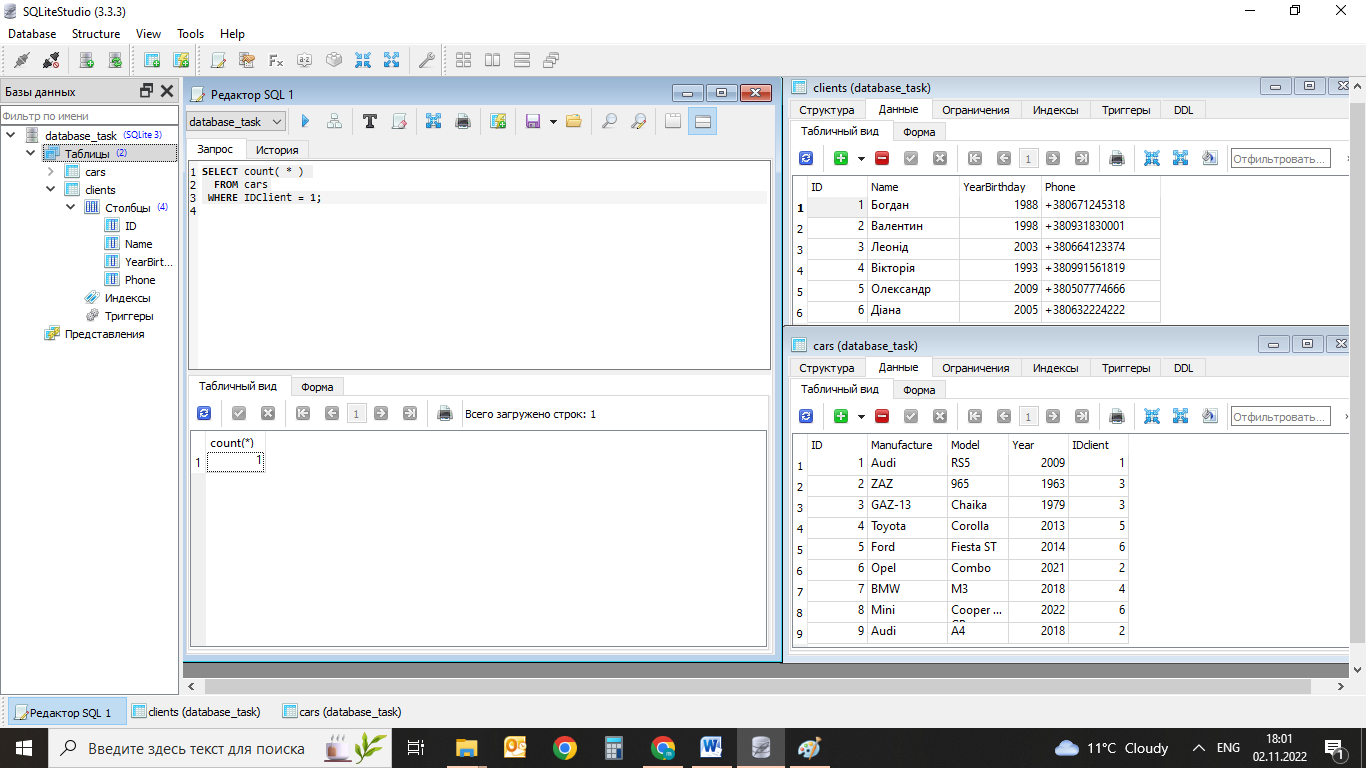 SQLiteStudio (3.3.3)
Database Structure View Tools Help
Базы данных
Фильтр по имени
database_task (SQLite 3)
Таблицы (2)
cars
clients
Столбцы (4)
ID
Name
YearBirt...
Phone
Индексы
Триггеры
Представления
Редактор SQL 1
database_task
Запрос История
1 SELECT count( * )
2 FROM cars
3 WHERE IDClient = 1;
4
Табличный вид Форма
1 Всего загружено строк: 1
count(*)
1 1
clients (database_task)
Структура Данные Ограничения Индексы Триггеры DDL
Табличный вид Форма
1 Отфильтровать...
ID Name YearBirthday Phone
1 1 Богдан 1988 +380671245318
2 2 Валентин 1998 +380931830001
3 3 Леонід 2003 +380664123374
4 4 Вікторія 1993 +380991561819
5 5 Олександр 2009 +380507774666
6 6 Діана 2005 +380632224222
cars (database_task)
Структура Данные Ограничения Индексы Триггеры DDL
Табличный вид Форма
1 Отфильтровать...
ID Manufacture Model Year IDclient
1 1 Audi RS5 2009 1
2 2 ZAZ 965 1963 3
3 3 GAZ-13 Chaika 1979 3
4 4 Toyota Corolla 2013 5
5 5 Ford Fiesta ST 2014 6
6 6 Opel Combo 2021 2
7 7 BMW M3 2018 4
8 8 Mini Cooper ... 2022 6
9 9 Audi A4 2018 2
Редактор SQL 1 clients (database_task) cars (database_task)
Введите здесь текст для поиска
11°C Cloudy ENG
18:01
02.11.2022
1